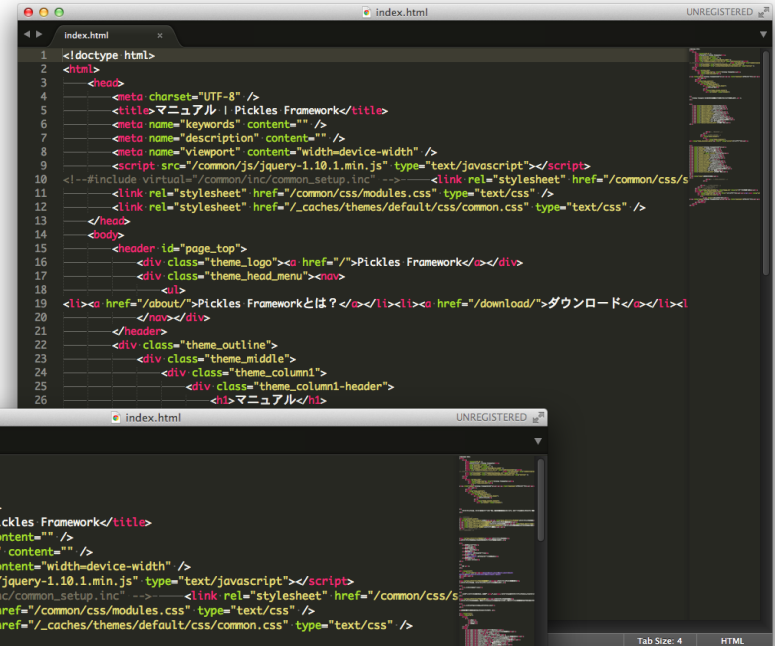 index.html
UNREGISTERED
index.html
1 <!doctype html>
2 <html>
3 <head>
4 <meta charset="UTF-8" />
5 <title>マニュアル | Pickles Framework</title>
6 <meta name="keywords" content="" />
7 <meta name="description" content="" />
8 <meta name="viewport" content="width=device-width" />
9 <script src="/common/js/jquery-1.10.1.min.js" type="text/javascript"></script>
10 <!--#include virtual="/common/inc/common_setup.inc" --> <link rel="stylesheet" href="/common/css/s
11 <link rel="stylesheet" href="/common/css/modules.css" type="text/css" />
12 <link rel="stylesheet" href="/_caches/themes/default/css/common.css" type="text/css" />
13 </head>
14 <body>
15 <header id="page_top">
16 <div class="theme_logo"><a href="/">Pickles Framework</a></div>
17 <div class="theme_head_menu"><nav>
18 <ul>
19 <li><a href="/about/">Pickles Frameworkとは？</a></li><li><a href="/download/">ダウンロード</a></li><l
20 </nav></div>
21 </header>
22 <div class="theme_outline">
23 <div class="theme_middle">
24 <div class="theme_column1">
25 <div class="theme_column1-header">
26 <h1>マニュアル</h1>
index.html
UNREGISTERED
ckles Framework</title>
ontent="" />
" content="" />
ontent="width=device-width" />
/jquery-1.10.1.min.js" type="text/javascript"></script>
nc/common_setup.inc" --> <link rel="stylesheet" href="/common/css/s
href="/common/css/modules.css" type="text/css" />
href="/_caches/themes/default/css/common.css" type="text/css" />
Tab Size: 4
HTML